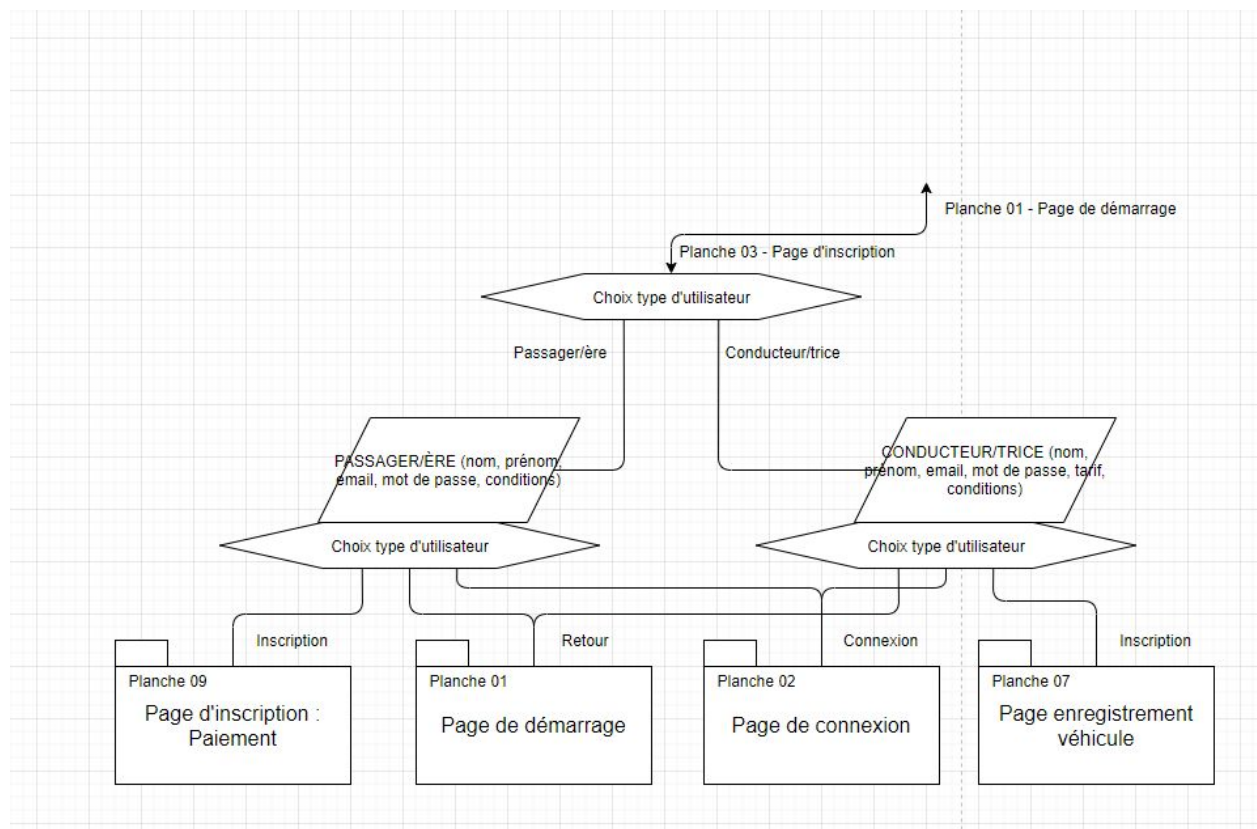 Planche 01 - Page de démarrage
Planche 03 - Page d'inscription
Choix type d'utilisateur
Passager/ère
Conducteur/trice
PASSAGER/ÈRE (nom, prénom,
email, mot de passe, conditions)
CONDUCTEUR/TRICE (nom,
prénom, email, mot de passe, tarif,
conditions)
Choix type d'utilisateur
Choix type d'utilisateur
Inscription
Retour
Connexion
Inscription
Planche 09
Page d'inscription :
Paiement
Planche 01
Page de démarrage
Planche 02
Page de connexion
Planche 07
Page enregistrement
véhicule